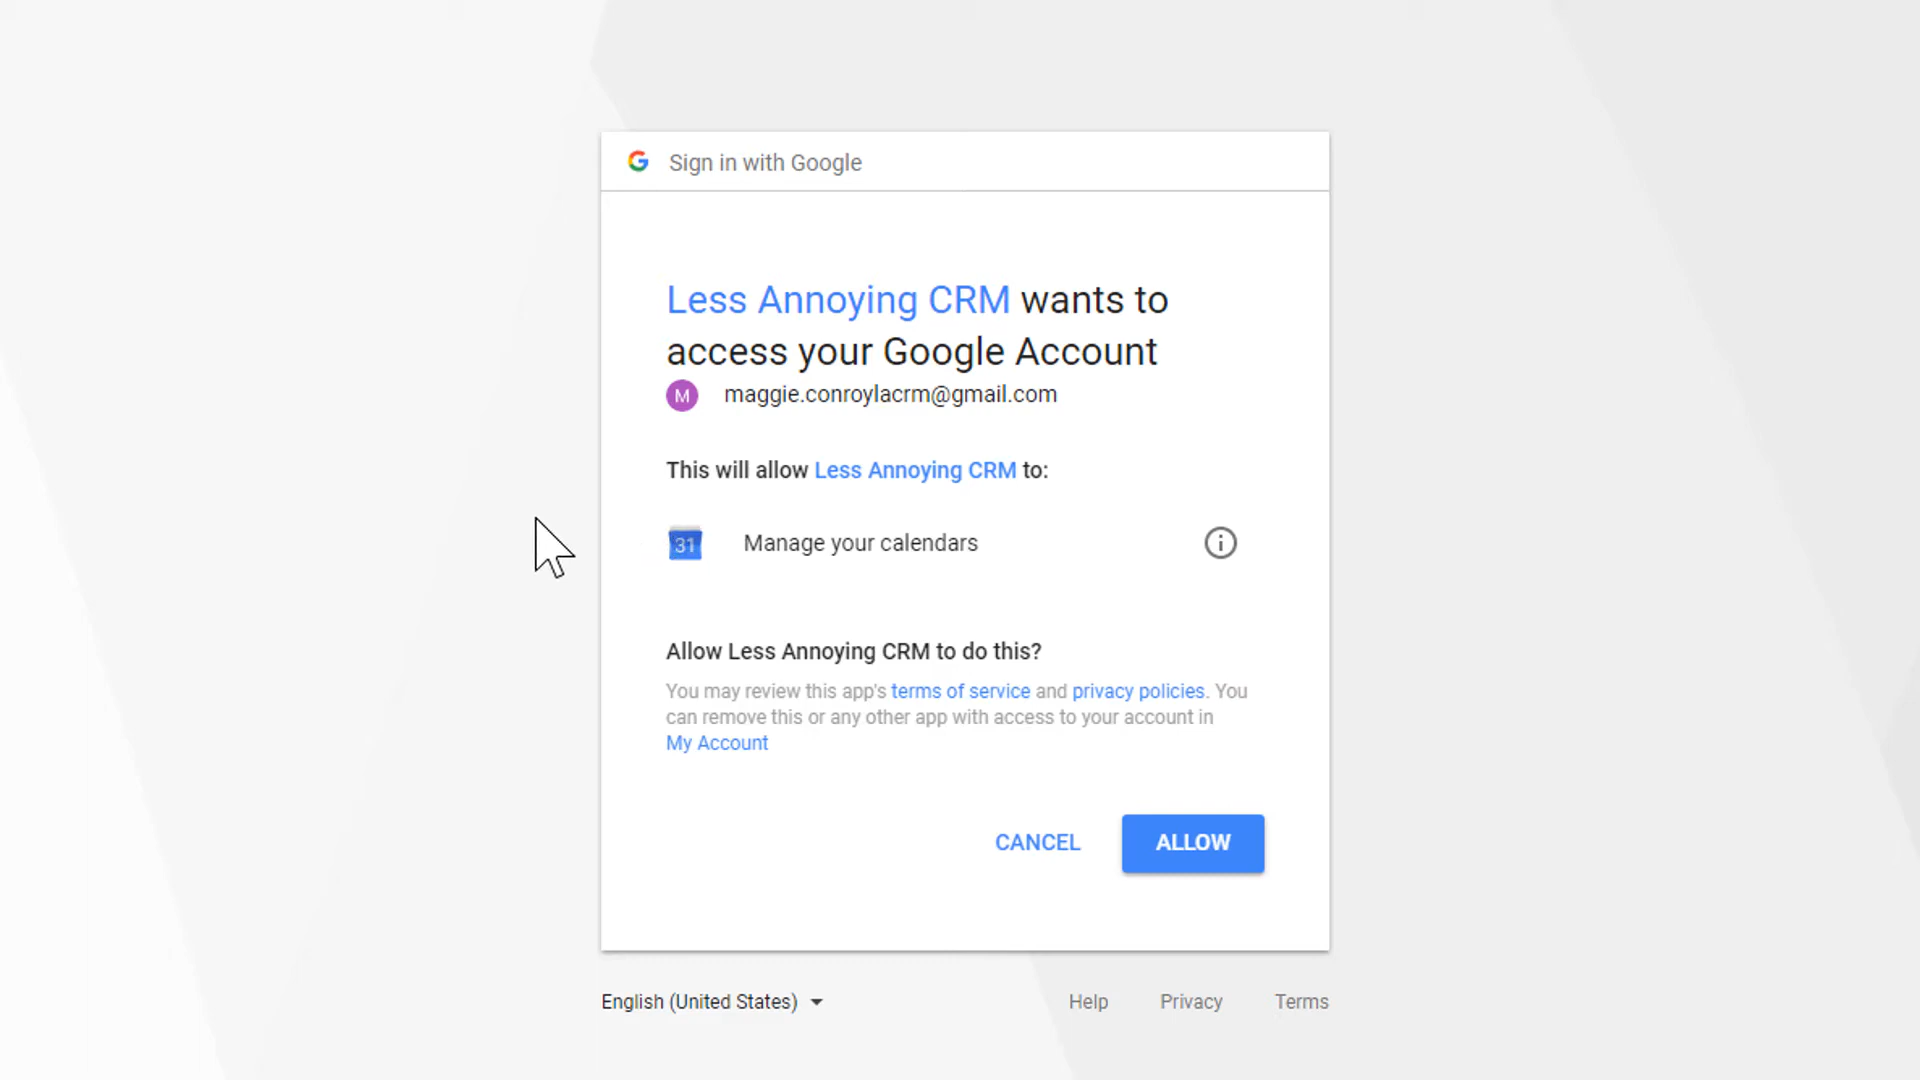 Sign in with Google
Less Annoying CRM wants to
access your Google Account
M maggie.conroylacrm@gmail.com
This will allow Less Annoying CRM to:
31 Manage your calendars
Allow Less Annoying CRM to do this?
You may review this app's terms of service and privacy policies. You
can remove this or any other app with access to your account in
My Account
CANCEL ALLOW
English (United States) Help Privacy Terms